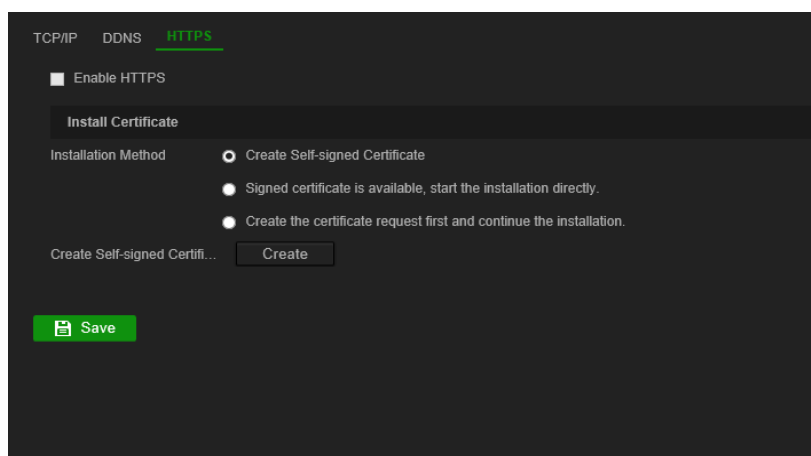 TCP/IP DDNS HTTPS
Enable HTTPS
Install Certificate
Installation Method Create Self-signed Certificate
Signed certificate is available, start the installation directly.
Create the certificate request first and continue the installation.
Create Self-signed Certifi... Create
Save